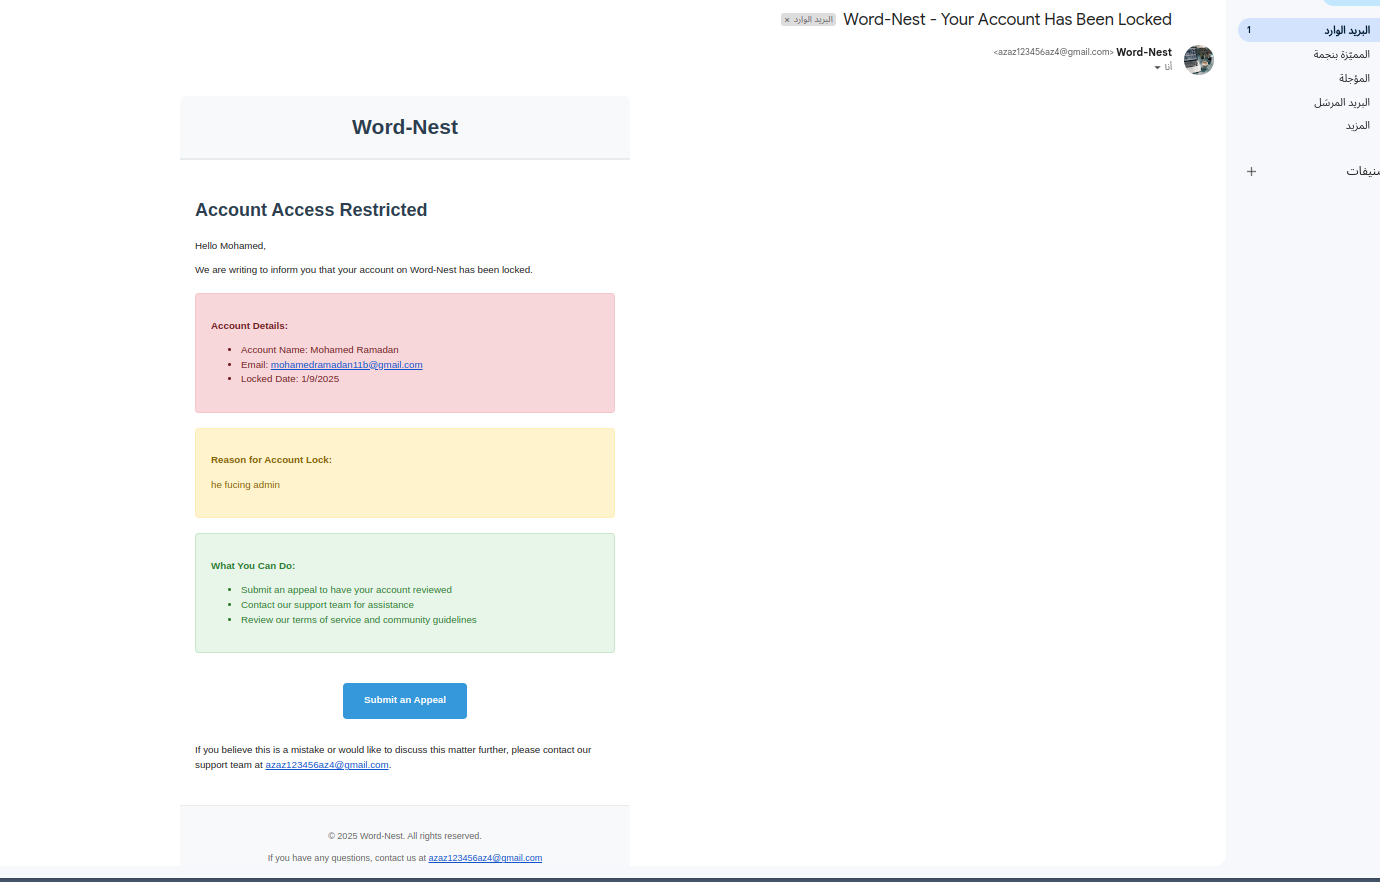 Word-Nest - Your Account Has Been Locked
البريد الوارد ×
Word-Nest <azaz123456az4@gmail.com>
أنا
البريد الوارد 1
المميّزة بنجمة
المؤجلة
البريد المرسَل
المزيد
+
Word-Nest
Account Access Restricted
Hello Mohamed,
We are writing to inform you that your account on Word-Nest has been locked.
Account Details:
• Account Name: Mohamed Ramadan
• Email: mohamedramadan11b@gmail.com
• Locked Date: 1/9/2025
Reason for Account Lock:
he fucing admin
What You Can Do:
• Submit an appeal to have your account reviewed
• Contact our support team for assistance
• Review our terms of service and community guidelines
Submit an Appeal
If you believe this is a mistake or would like to discuss this matter further, please contact our
support team at azaz123456az4@gmail.com.
© 2025 Word-Nest. All rights reserved.
If you have any questions, contact us at azaz123456az4@gmail.com